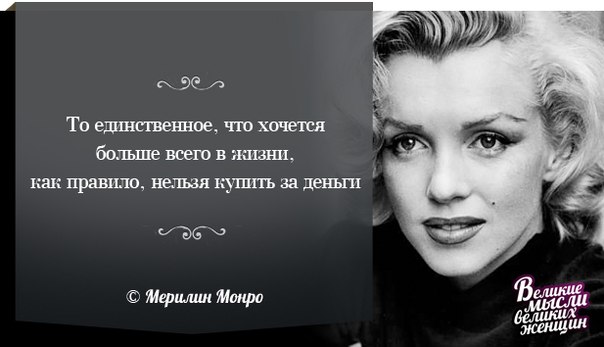 То единственное, что хочется
больше всего в жизни,
как правило, нельзя купить за деньги
© Мерилин Монро
Великие
мысли
великих
женщин